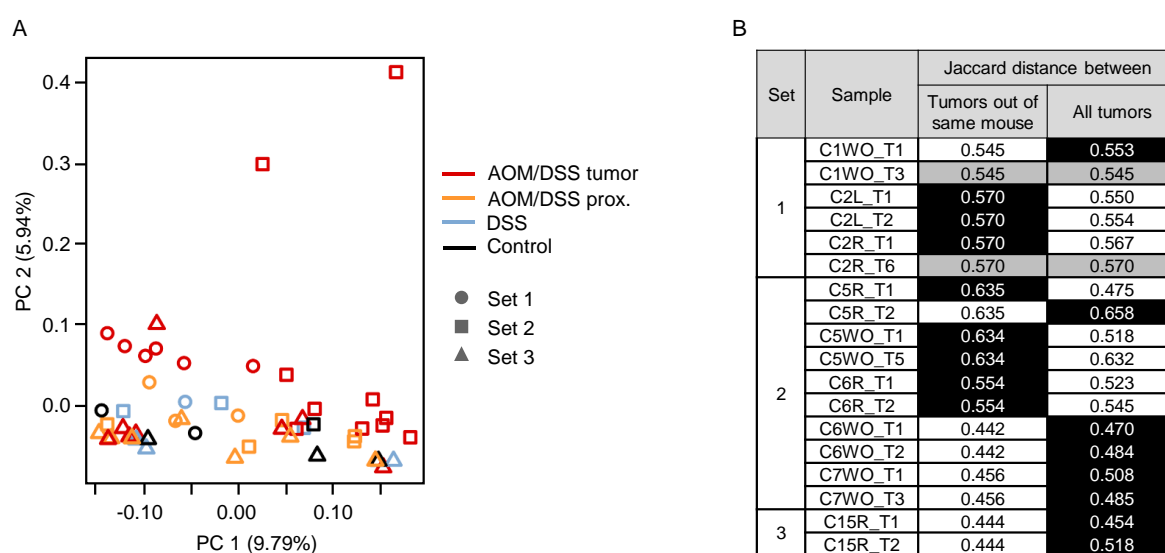 A
0.4
0.3
0.2
0.1
0.0
PC 2 (5.94%)
-0.10 0.00 0.10
PC 1 (9.79%)
AOM/DSS tumor
AOM/DSS prox.
DSS
Control
Set 1
Set 2
Set 3
B
Set Sample Jaccard distance between
Tumors out of same mouse All tumors
1
C1WO_T1 0.545 0.553
C1WO_T3 0.545 0.545
C2L_T1 0.570 0.550
C2L_T2 0.570 0.554
C2R_T1 0.570 0.567
C2R_T6 0.570 0.570
2
C5R_T1 0.635 0.475
C5R_T2 0.635 0.658
C5WO_T1 0.634 0.518
C5WO_T5 0.634 0.632
C6R_T1 0.554 0.523
C6R_T2 0.554 0.545
C6WO_T1 0.442 0.470
C6WO_T2 0.442 0.484
C7WO_T1 0.456 0.508
C7WO_T3 0.456 0.485
3
C15R_T1 0.444 0.454
C15R_T2 0.444 0.518